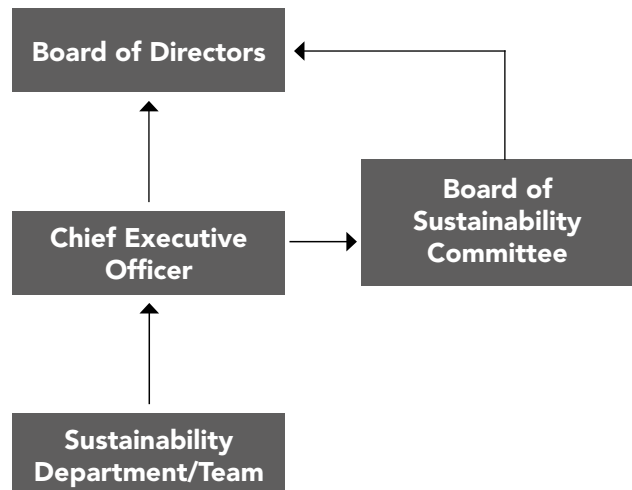 Board of Directors
Board of
Sustainability
Committee
Chief Executive
Officer
Sustainability
Department/Team